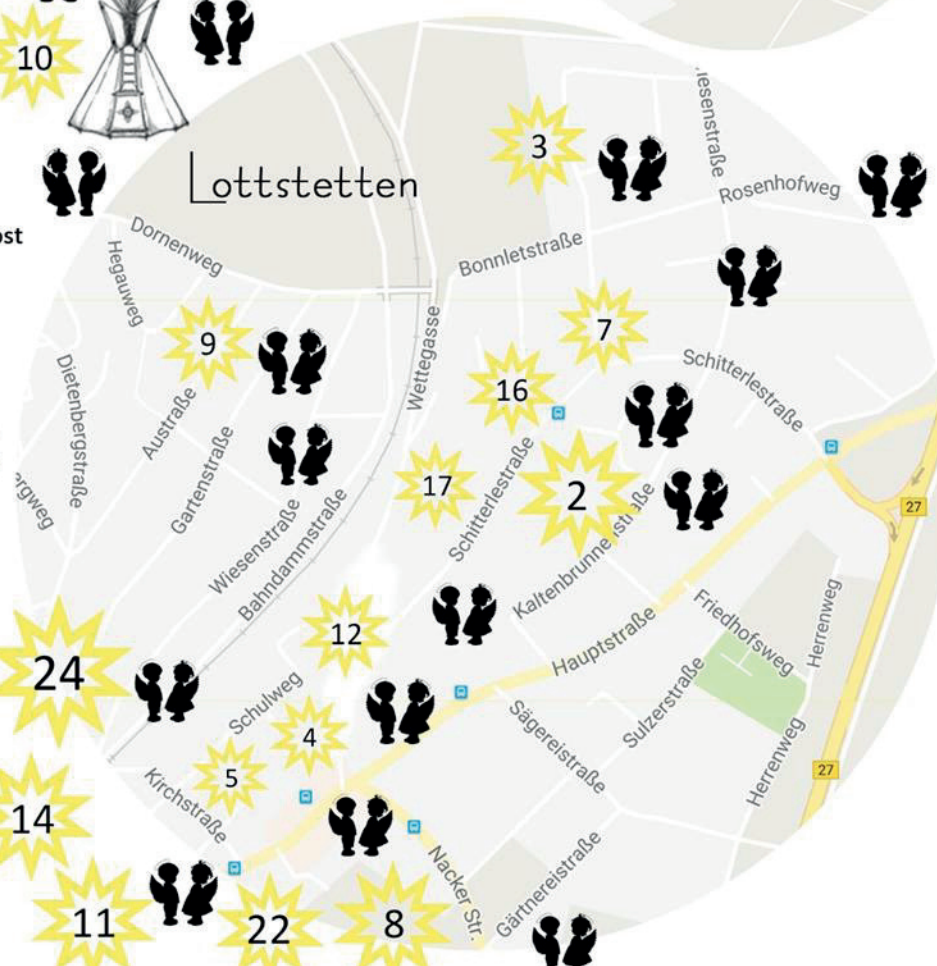 10
3
Lottstetten
Rosenhofweg
Dornenweg
Bonnletstraße
Hegauweg
9
7
Wettegasse
16
Schitterlestraße
Dietenbergstraße
Austraße
Gartenstraße
17
Schitterlestraße
2
27
Wiesenstraße
Bahndammstraße
12
Hauptstraße
Friedhofsweg
Herrenweg
24
Schulweg
4
Sägereistraße
Sulzerstraße
5
27
Herrenweg
Kirchstraße
14
Nacker Str.
Gärtnereistraße
11
22
8